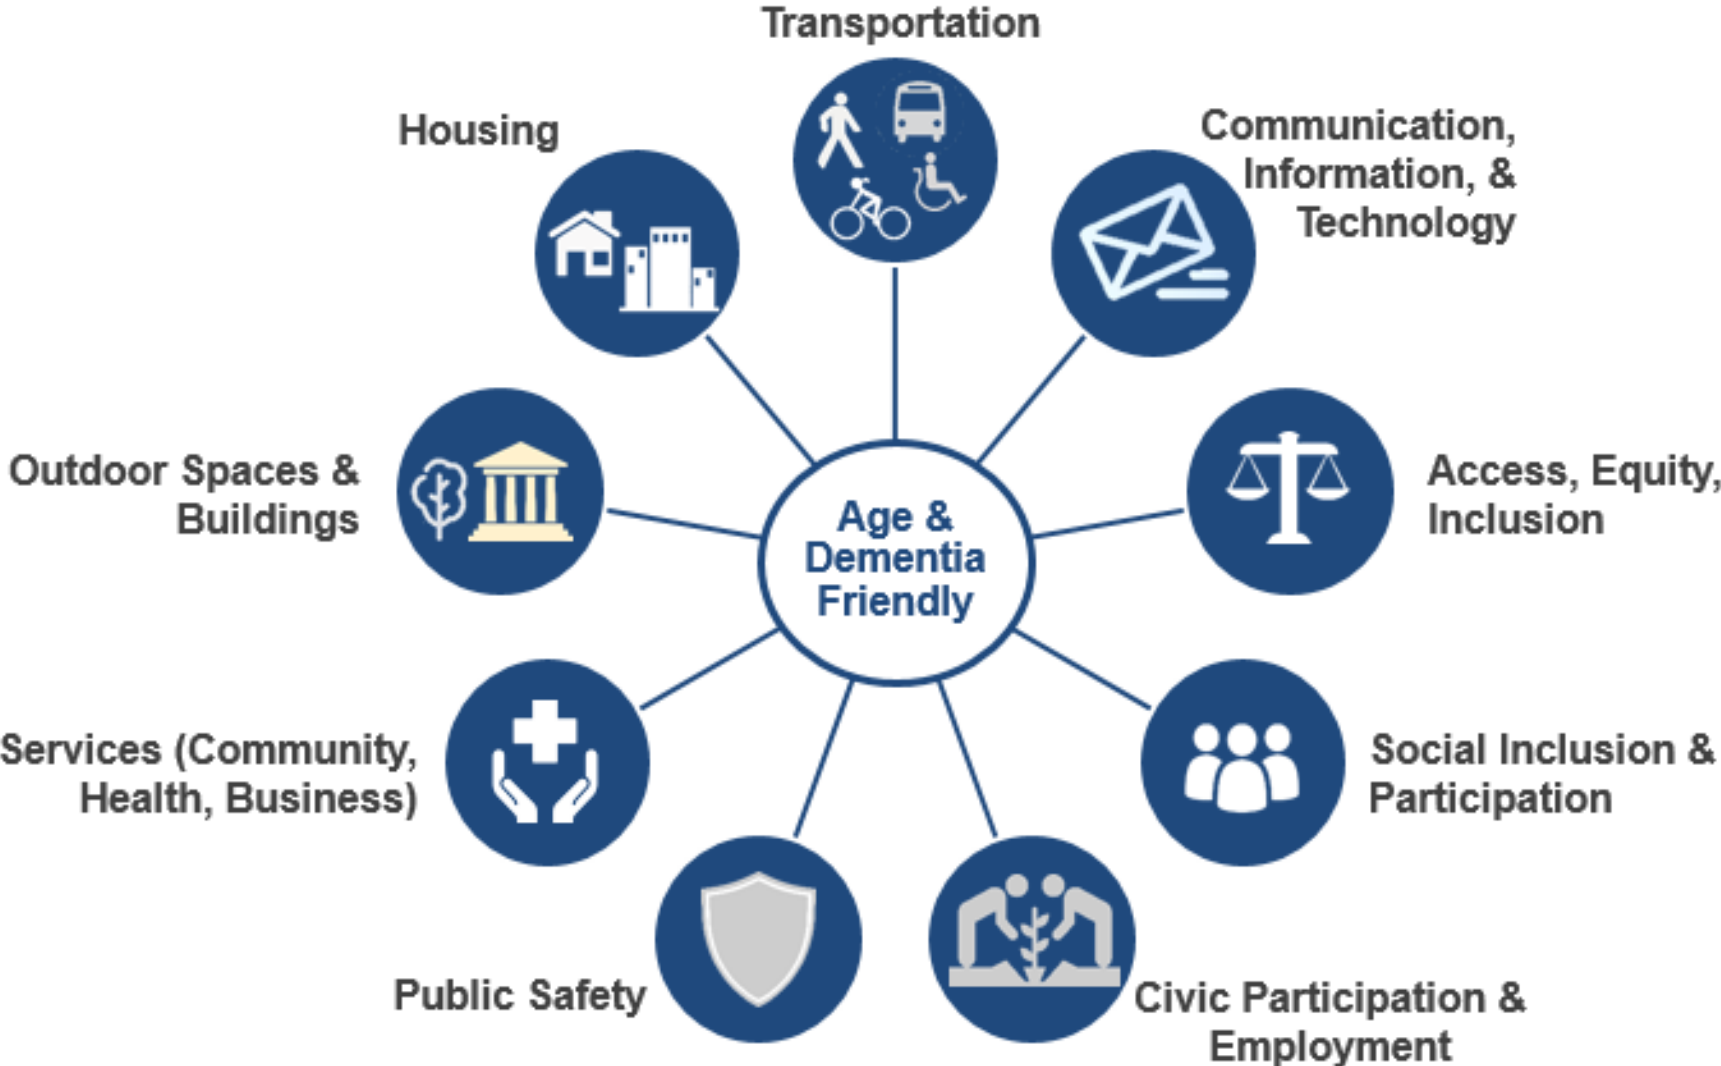 Transportation
Housing
Communication,
Information, &
Technology
Outdoor Spaces &
Buildings
Age &
Dementia
Friendly
Access, Equity,
Inclusion
Services (Community,
Health, Business)
Social Inclusion &
Participation
Public Safety
Civic Participation &
Employment